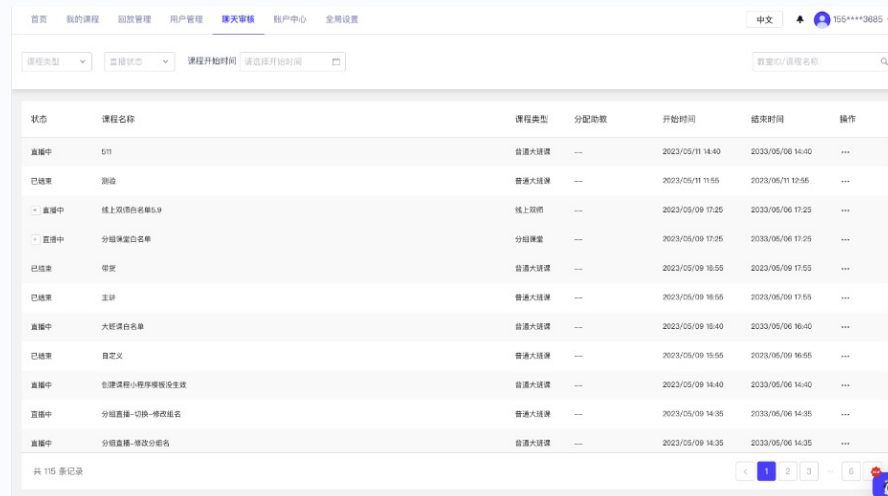 首页 我的课程 回放管理 用户管理 聊天审核 账户中心 全局设置 中文 155****3685
课程类型 直播状态 课程开始时间 请选择开始时间 教室ID/课程名称
状态 课程名称 课程类型 分配助教 开始时间 结束时间 操作
直播中 511 普通大班课 --- 2023/05/11 14:40 2033/05/08 14:40 ···
已结束 测验 普通大班课 --- 2023/05/11 11:55 2023/05/11 12:55 ···
+ 直播中 线上双师白名单5.9 线上双师 --- 2023/05/09 17:25 2033/05/06 17:25 ···
+ 直播中 分组课堂白名单 分组课堂 --- 2023/05/09 17:25 2033/05/06 17:25 ···
已结束 带货 普通大班课 --- 2023/05/09 16:55 2023/05/09 17:55 ···
已结束 主讲 普通大班课 --- 2023/05/09 16:55 2023/05/09 17:55 ···
直播中 大班课白名单 普通大班课 --- 2023/05/09 16:40 2033/05/06 16:40 ···
已结束 自定义 普通大班课 --- 2023/05/09 15:55 2023/05/09 16:55 ···
直播中 创建课程小程序模板没生效 普通大班课 --- 2023/05/09 14:40 2033/05/06 14:40 ···
直播中 分组直播-切换-修改组名 普通大班课 --- 2023/05/09 14:35 2033/05/06 14:35 ···
直播中 分组直播-修改分组名 普通大班课 --- 2023/05/09 14:35 2033/05/06 14:35 ···
共 115 条记录 < 1 2 3 ··· 6